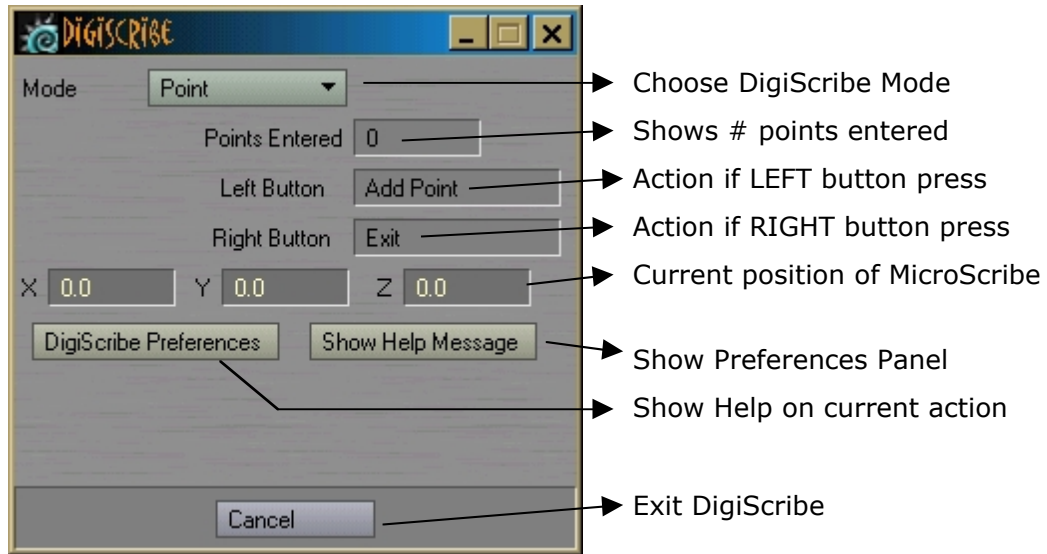 DIGISCRIBE
Mode Point Choose DigiScribe Mode
Points Entered 0 Shows # points entered
Left Button Add Point Action if LEFT button press
Right Button Exit Action if RIGHT button press
X 0.0 Y 0.0 Z 0.0 Current position of MicroScribe
DigiScribe Preferences Show Help Message
Show Preferences Panel
Show Help on current action
Cancel Exit DigiScribe